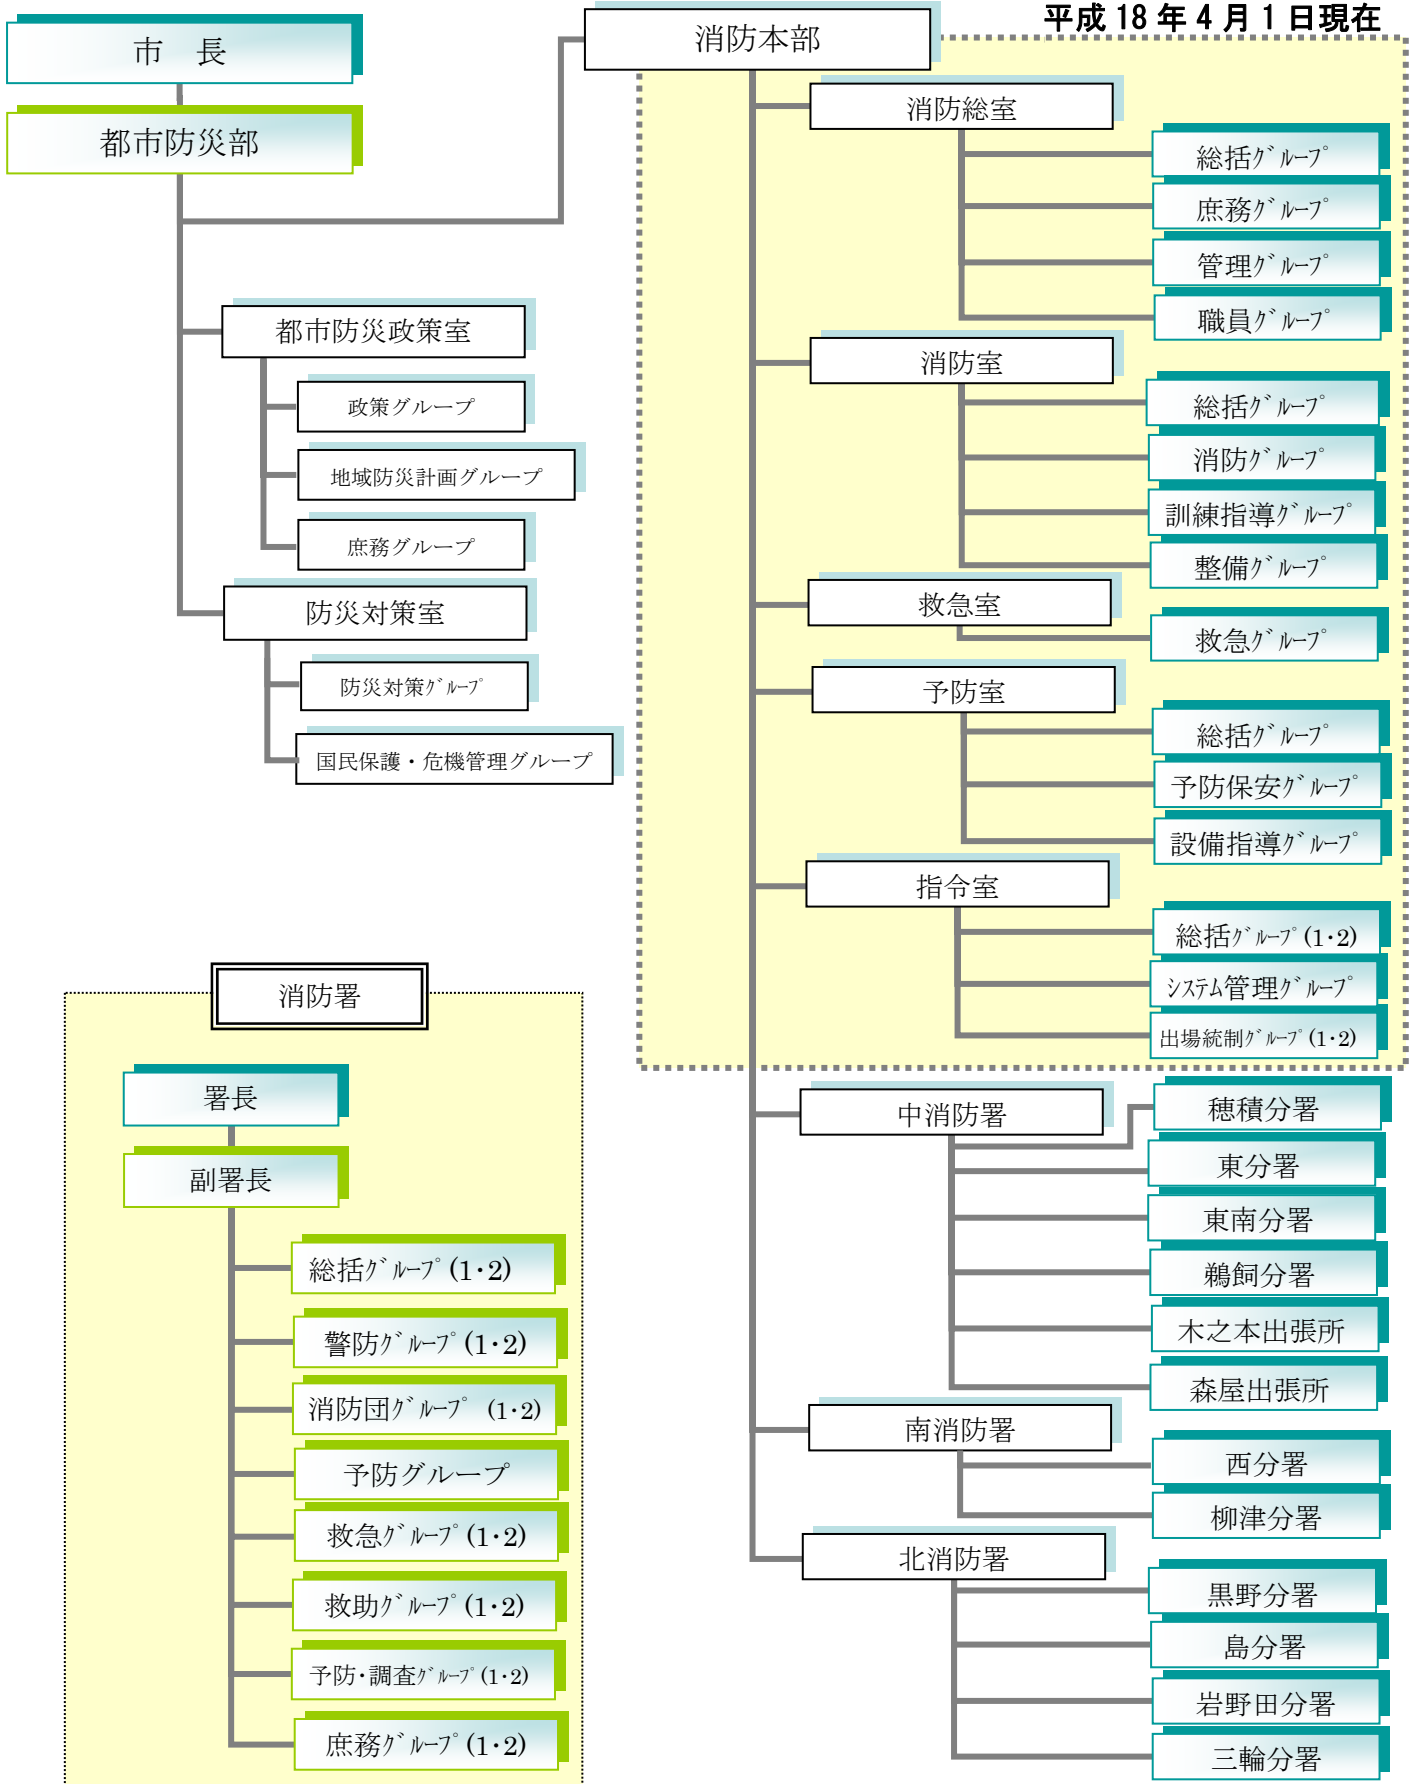 平成 18 年 4 月 1 日現在
市　長
都市防災部
都市防災政策室
政策グループ
地域防災計画グループ
庶務グループ
防災対策室
防災対策グループ
国民保護・危機管理グループ
消防本部
消防総室
総括グループ
庶務グループ
管理グループ
職員グループ
消防室
総括グループ
消防グループ
訓練指導グループ
整備グループ
救急室
救急グループ
予防室
総括グループ
予防保安グループ
設備指導グループ
指令室
総括グループ(1・2)
システム管理グループ
出場統制グループ(1・2)
中消防署
穂積分署
東分署
東南分署
鵜飼分署
木之本出張所
森屋出張所
南消防署
西分署
柳津分署
北消防署
黒野分署
島分署
岩野田分署
三輪分署
消防署
署長
副署長
総括グループ(1・2)
警防グループ(1・2)
消防団グループ (1・2)
予防グループ
救急グループ(1・2)
救助グループ(1・2)
予防・調査グループ(1・2)
庶務グループ(1・2)